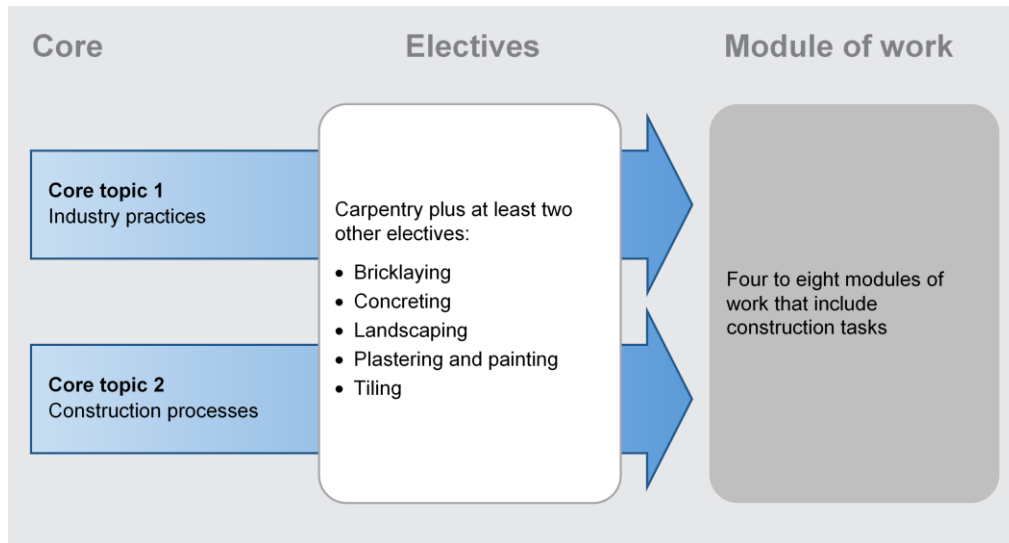 Core
Electives
Module of work
Core topic 1
Industry practices
Core topic 2
Construction processes
Carpentry plus at least two
other electives:
• Bricklaying
• Concreting
• Landscaping
• Plastering and painting
• Tiling
Four to eight modules of
work that include
construction tasks